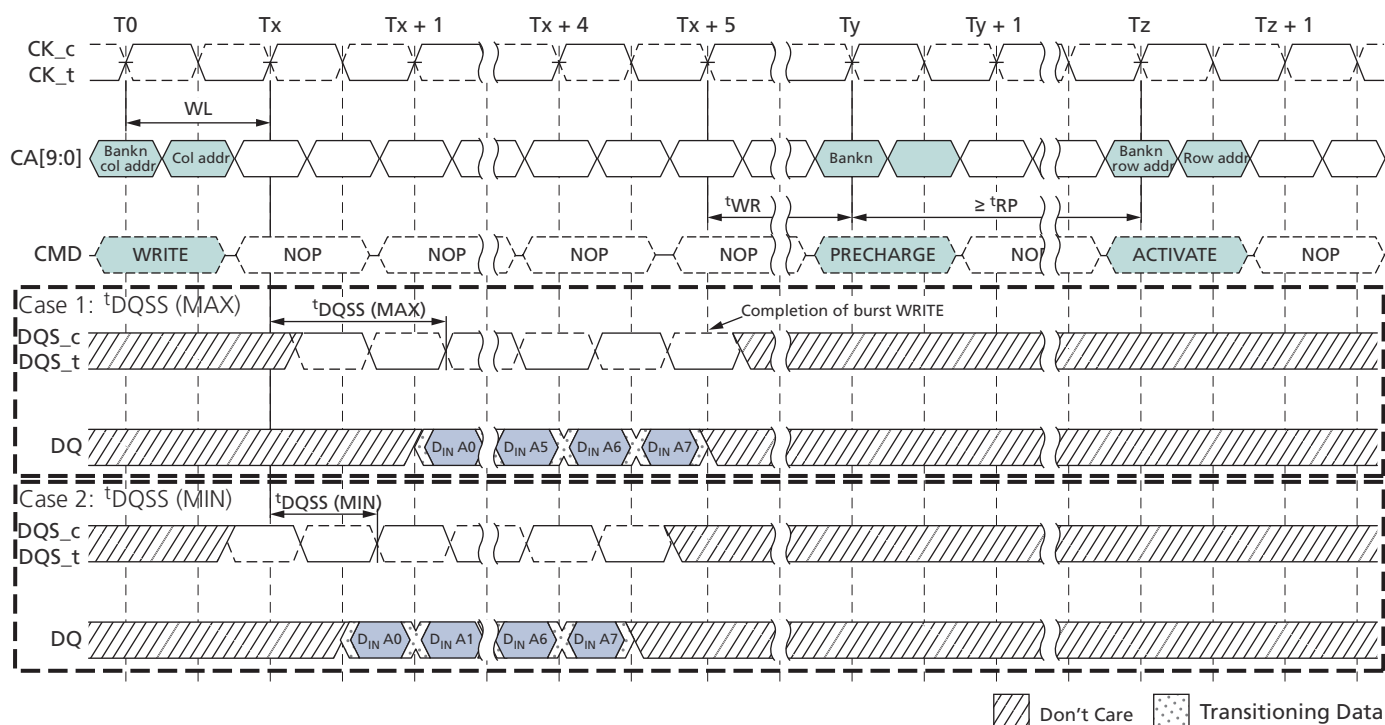 T0 Tx Tx + 1 Tx + 4 Tx + 5 Ty Ty + 1 Tz Tz + 1
CK_c
CK_t
WL
CA[9:0] Bankn col addr Col addr Bankn Bankn row addr Row addr
tWR ≥ tRP
CMD WRITE NOP NOP NOP NOP PRECHARGE NOP ACTIVATE NOP
Case 1: tDQSS (MAX)
tDQSS (MAX)
Completion of burst WRITE
DQS_c
DQS_t
DQ DIN A0 DIN A5 DIN A6 DIN A7
Case 2: tDQSS (MIN)
tDQSS (MIN)
DQS_c
DQS_t
DQ DIN A0 DIN A1 DIN A6 DIN A7
Don't Care Transitioning Data